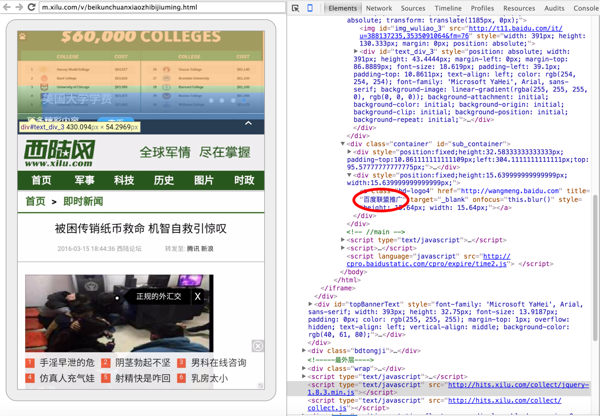 m.xilu.com/v/beikunchuanxiaozhibijiuming.html
Elements Network Sources Timeline Profiles Resources Audits Console
$60,000 COLLEGES
COLLEGE COST COLLEGE COST
美国大学学费
div#text_div_3 430.094px × 54.2969px
西陆网
www.xilu.com
全球军情 尽在掌握
首页 军事 科技 历史 图片 时政
首页 > 即时新闻
被困传销纸币救命 机智自救引惊叹
2016-03-15 18:44:36 西陆论坛 转发至: 腾讯 新浪
正规的外汇交 X
1 手淫早泄的危 2 阴茎勃起不坚 3 男科在线咨询
4 仿真人充气娃 5 射精快是咋回 6 乳房太小
absolute; transform: translate(1185px, 0px);">
<img id="img_wuliao_3" src="http://t11.baidu.com/it/
u=388137235,3535091064&fm=76" style="width: 391px; height:
130.333px; margin: 0px; position: absolute;">
<div id="text_div_3" style="position: absolute; width:
391px; height: 43.4444px; margin-left: 0px; margin-top:
86.8889px; font-size: 18.619px; padding-left: 39.1px;
padding-top: 10.8611px; text-align: left; color: rgb(254,
254, 254); font-family: 'Microsoft YaHei'; overflow: hidden;
background-image: linear-gradient(rgba(255, 255, 255,
0), rgb(0, 0, 0)); background-attachment: initial;
background-color: initial; background-origin: initial;
background-clip: initial; background-position: initial;
background-repeat: initial;">…</div>
</div>
<div class="container" id="sub_container">
<div style="position:fixed;height:32.58333333333333px;
padding-top:10.861111111111109px;left:304.1111111111111px;top:
95.57777777777775px;">…</div>
<div style="position:fixed;height:15.639999999999999px;
width:15.639999999999999px;">
bd-logo4" href="http://wangmeng.baidu.com" title=
"百度联盟推广" target="_blank" onfocus="this.blur()" style=
height: 15.64px; width: 15.64px;"></a>
</div>
</div>
<!-- //main -->
<script type="text/javascript">…</script>
<script type="text/javascript">…</script>
<script language="javascript" src="http://
cpro.baidustatic.com/cpro/expire/time2.js"> </script>
</body>
</html>
</iframe>
</div>
<div id="topBannerText" style="font-family: 'Microsoft YaHei', Arial,
sans-serif; width: 393px; height: 32.75px; font-size: 13.9187px;
padding: 0px; color: rgb(255, 255, 255); margin-top: 1px; overflow:
hidden; text-align: left; vertical-align: middle; background-color:
rgb(40, 61, 80);">…</div>
<div class="bdtongji">…</div>
<!-----最外层---->
<div class="wrap">…</div>
<script type="text/javascript">…</script>
<script type="text/javascript" src="http://hits.xilu.com/collect/jquery-
1.8.3.min.js"></script>
<script type="text/javascript" src="http://hits.xilu.com/collect/
collect.js"></script>